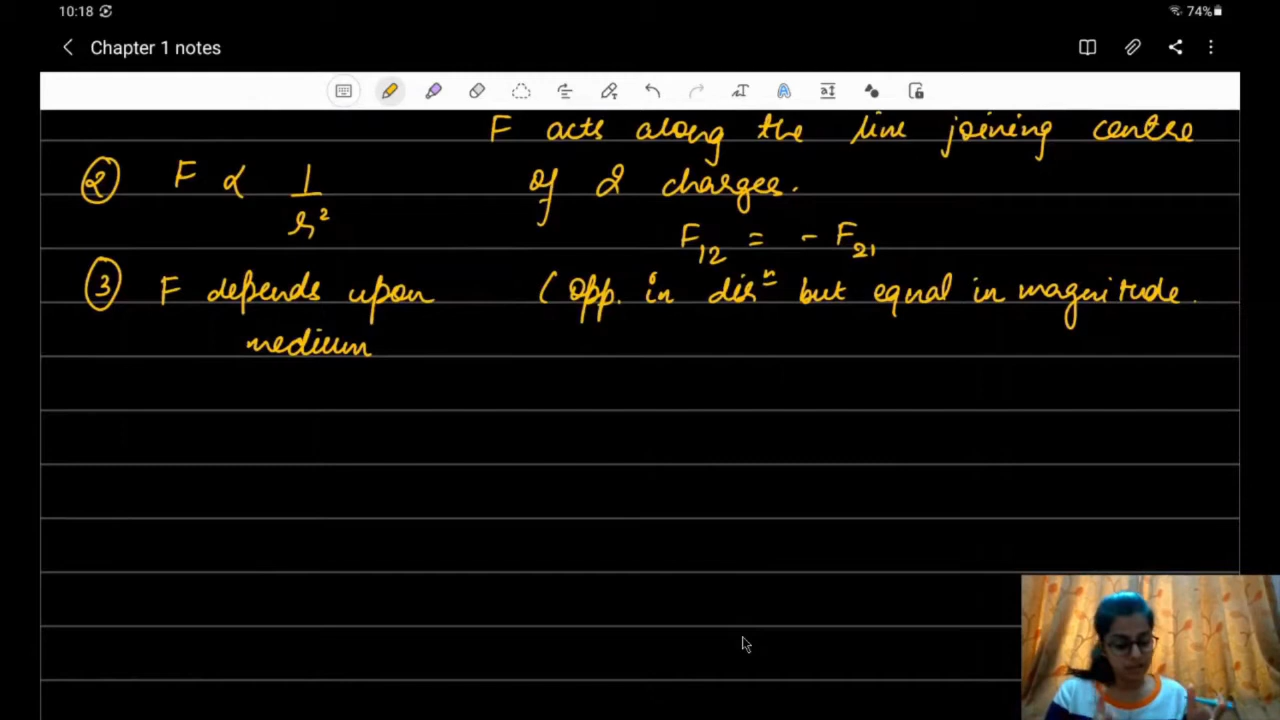 10:18
74%
Chapter 1 notes
F acts along the line joining centre
② F ∝ 1/r²
of 2 charges.
F₁₂ = - F₂₁
③ F depends upon
medium
( opp. in dirⁿ but equal in magnitude.